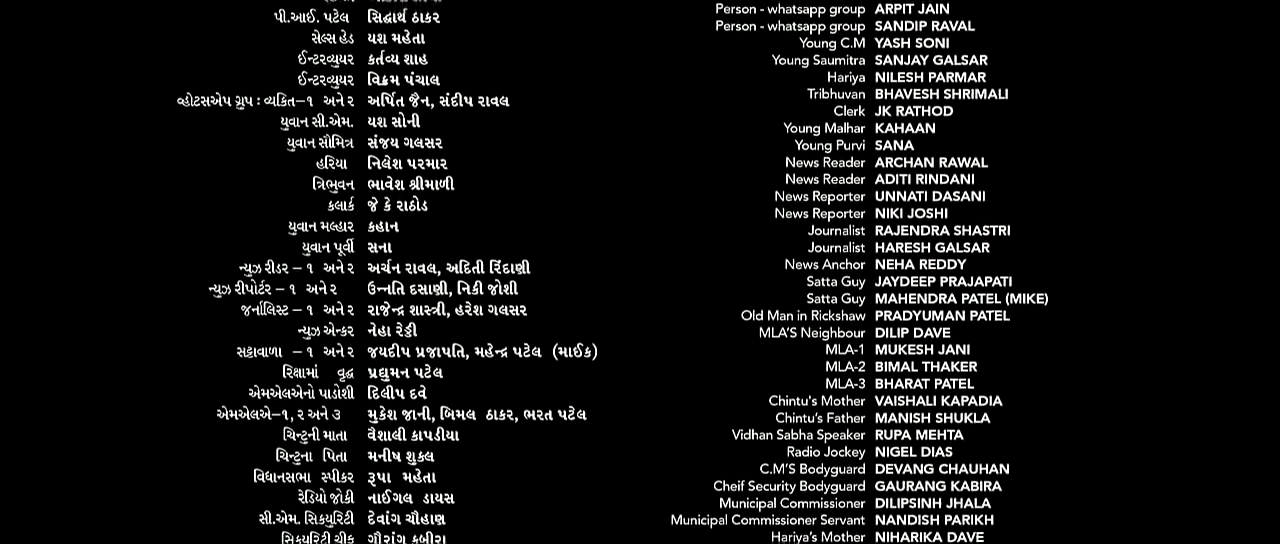 પી.આઈ. પટેલ સિદ્ધાર્થ ઠાકર
સેલ્સ હેડ યશ મહેતા
ઈન્ટરવ્યુયર કર્તવ્ય શાહ
ઈન્ટરવ્યુયર વિક્રમ પંચાલ
વ્હોટસએપ ગ્રુપ : વ્યકિત–૧ અને ૨ અર્પિત જૈન, સંદીપ રાવલ
યુવાન સી.એમ. યશ સોની
યુવાન સૌમિત્ર સંજય ગલસર
હરિયા નિલેશ પરમાર
ત્રિભુવન ભાવેશ શ્રીમાળી
કલાર્ક જે કે રાઠોડ
યુવાન મલ્હાર કહાન
યુવાન પૂર્વી સના
ન્યુઝ રીડર – ૧ અને ૨ અર્ચન રાવલ, અદિતી રિંદાણી
ન્યુઝ રીપોર્ટર – ૧ અને ૨ ઉન્નતિ દસાણી, નિકી જોશી
જર્નાલિસ્ટ – ૧ અને ૨ રાજેન્દ્ર શાસ્ત્રી, હરેશ ગલસર
ન્યુઝ એન્કર નેહા રેડ્ડી
સટ્ટાવાળા – ૧ અને ૨ જયદીપ પ્રજાપતિ, મહેન્દ્ર પટેલ (માઈક)
રિક્ષામાં વૃદ્ધ પ્રદ્યુમન પટેલ
એમએલએનો પાડોશી દિલીપ દવે
એમએલએ–૧, ૨ અને ૩ મુકેશ જાની, બિમલ ઠાકર, ભરત પટેલ
ચિન્ટુની માતા વૈશાલી કાપડીયા
ચિન્ટુના પિતા મનીષ શુકલ
વિધાનસભા સ્પીકર રૂપા મહેતા
રેડિયો જોકી નાઈગલ ડાયસ
સી.એમ. સિકયુરિટી દેવાંગ ચૌહાણ
સિકયુરિટી ચીફ ગૌરાંગ કબીરા
Person - whatsapp group ARPIT JAIN
Person - whatsapp group SANDIP RAVAL
Young C.M YASH SONI
Young Saumitra SANJAY GALSAR
Hariya NILESH PARMAR
Tribhuvan BHAVESH SHRIMALI
Clerk JK RATHOD
Young Malhar KAHAAN
Young Purvi SANA
News Reader ARCHAN RAWAL
News Reader ADITI RINDANI
News Reporter UNNATI DASANI
News Reporter NIKI JOSHI
Journalist RAJENDRA SHASTRI
Journalist HARESH GALSAR
News Anchor NEHA REDDY
Satta Guy JAYDEEP PRAJAPATI
Satta Guy MAHENDRA PATEL (MIKE)
Old Man in Rickshaw PRADYUMAN PATEL
MLA'S Neighbour DILIP DAVE
MLA-1 MUKESH JANI
MLA-2 BIMAL THAKER
MLA-3 BHARAT PATEL
Chintu's Mother VAISHALI KAPADIA
Chintu's Father MANISH SHUKLA
Vidhan Sabha Speaker RUPA MEHTA
Radio Jockey NIGEL DIAS
C.M'S Bodyguard DEVANG CHAUHAN
Cheif Security Bodyguard GAURANG KABIRA
Municipal Commissioner DILIPSINH JHALA
Municipal Commissioner Servant NANDISH PARIKH
Hariya's Mother NIHARIKA DAVE